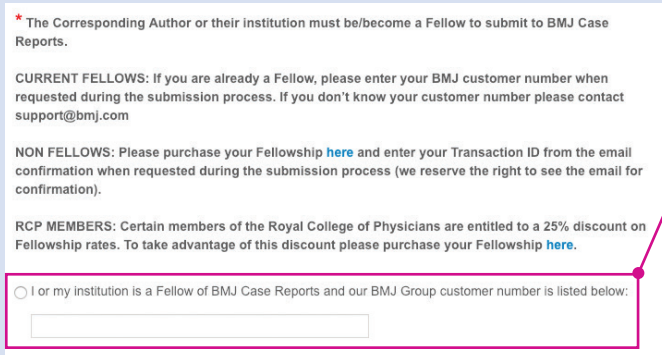 * The Corresponding Author or their institution must be/become a Fellow to submit to BMJ Case
Reports.
CURRENT FELLOWS: If you are already a Fellow, please enter your BMJ customer number when
requested during the submission process. If you don't know your customer number please contact
support@bmj.com
NON FELLOWS: Please purchase your Fellowship here and enter your Transaction ID from the email
confirmation when requested during the submission process (we reserve the right to see the email for
confirmation).
RCP MEMBERS: Certain members of the Royal College of Physicians are entitled to a 25% discount on
Fellowship rates. To take advantage of this discount please purchase your Fellowship here.
I or my institution is a Fellow of BMJ Case Reports and our BMJ Group customer number is listed below: